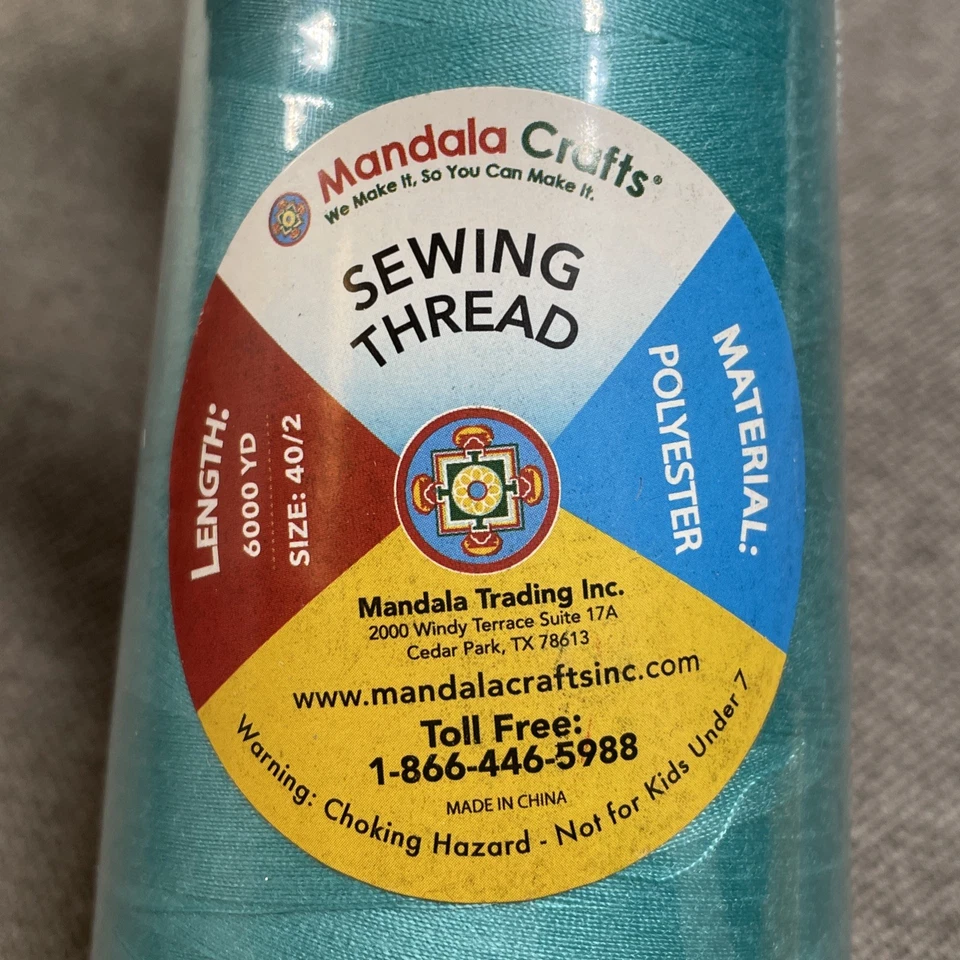 Mandala Crafts®
We Make It, So You Can Make It.
SEWING
THREAD
LENGTH:
6000 YD
SIZE: 40/2
MATERIAL:
POLYESTER
Mandala Trading Inc.
2000 Windy Terrace Suite 17A
Cedar Park, TX 78613
www.mandalacraftsinc.com
Toll Free:
1-866-446-5988
MADE IN CHINA
Warning: Choking Hazard - Not for Kids Under 7